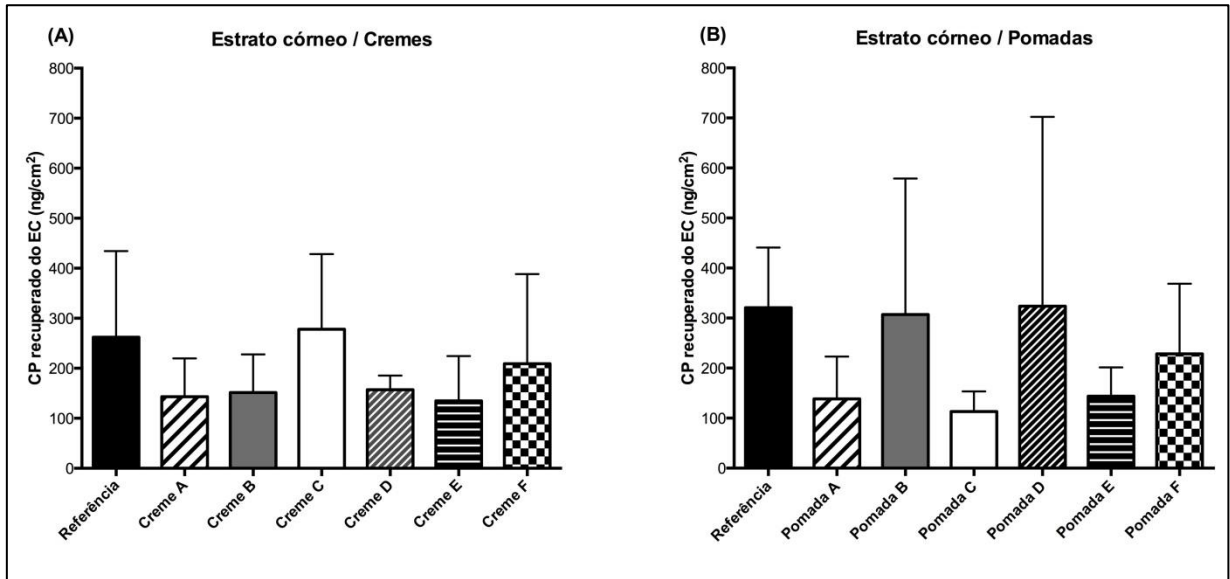 (A)
Estrato córneo / Cremes
CP recuperado do EC (ng/cm²)
800
700
600
500
400
300
200
100
0
Referência
Creme A
Creme B
Creme C
Creme D
Creme E
Creme F
(B)
Estrato córneo / Pomadas
CP recuperado do EC (ng/cm²)
800
700
600
500
400
300
200
100
0
Referência
Pomada A
Pomada B
Pomada C
Pomada D
Pomada E
Pomada F